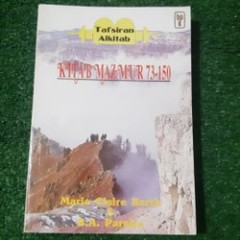 Tafsiran
Alkitab
KITAB MAZMUR 73-150
Marie Claire Barth
&
B.A. Pareira